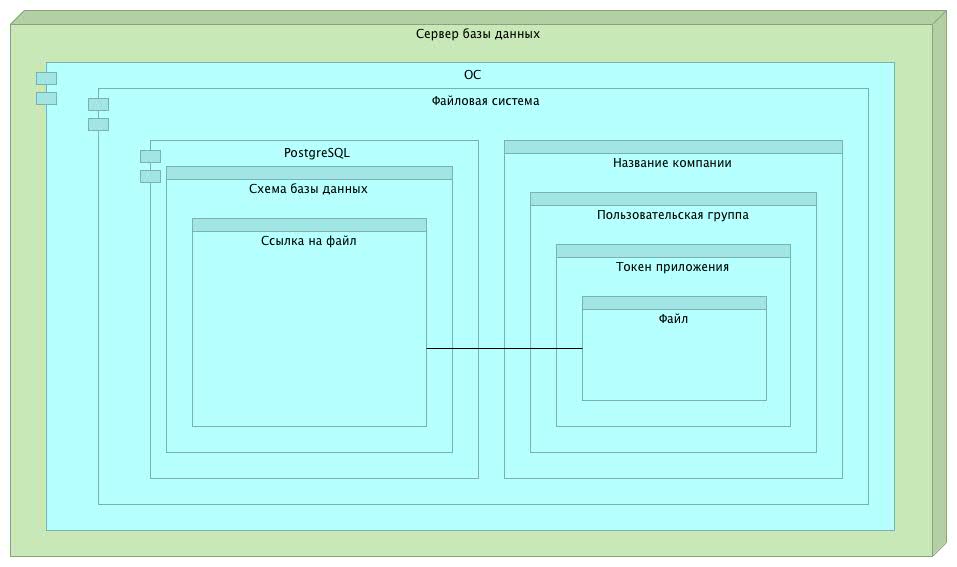 Сервер базы данных
ОС
Файловая система
PostgreSQL
Схема базы данных
Ссылка на файл
Название компании
Пользовательская группа
Токен приложения
Файл